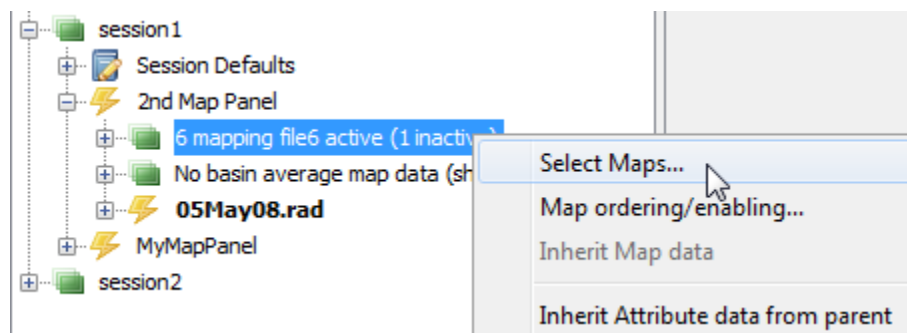 session1
Session Defaults
2nd Map Panel
6 mapping file6 active (1 inactive)
No basin average map data (sh
05May08.rad
MyMapPanel
session2
Select Maps...
Map ordering/enabling...
Inherit Map data
Inherit Attribute data from parent